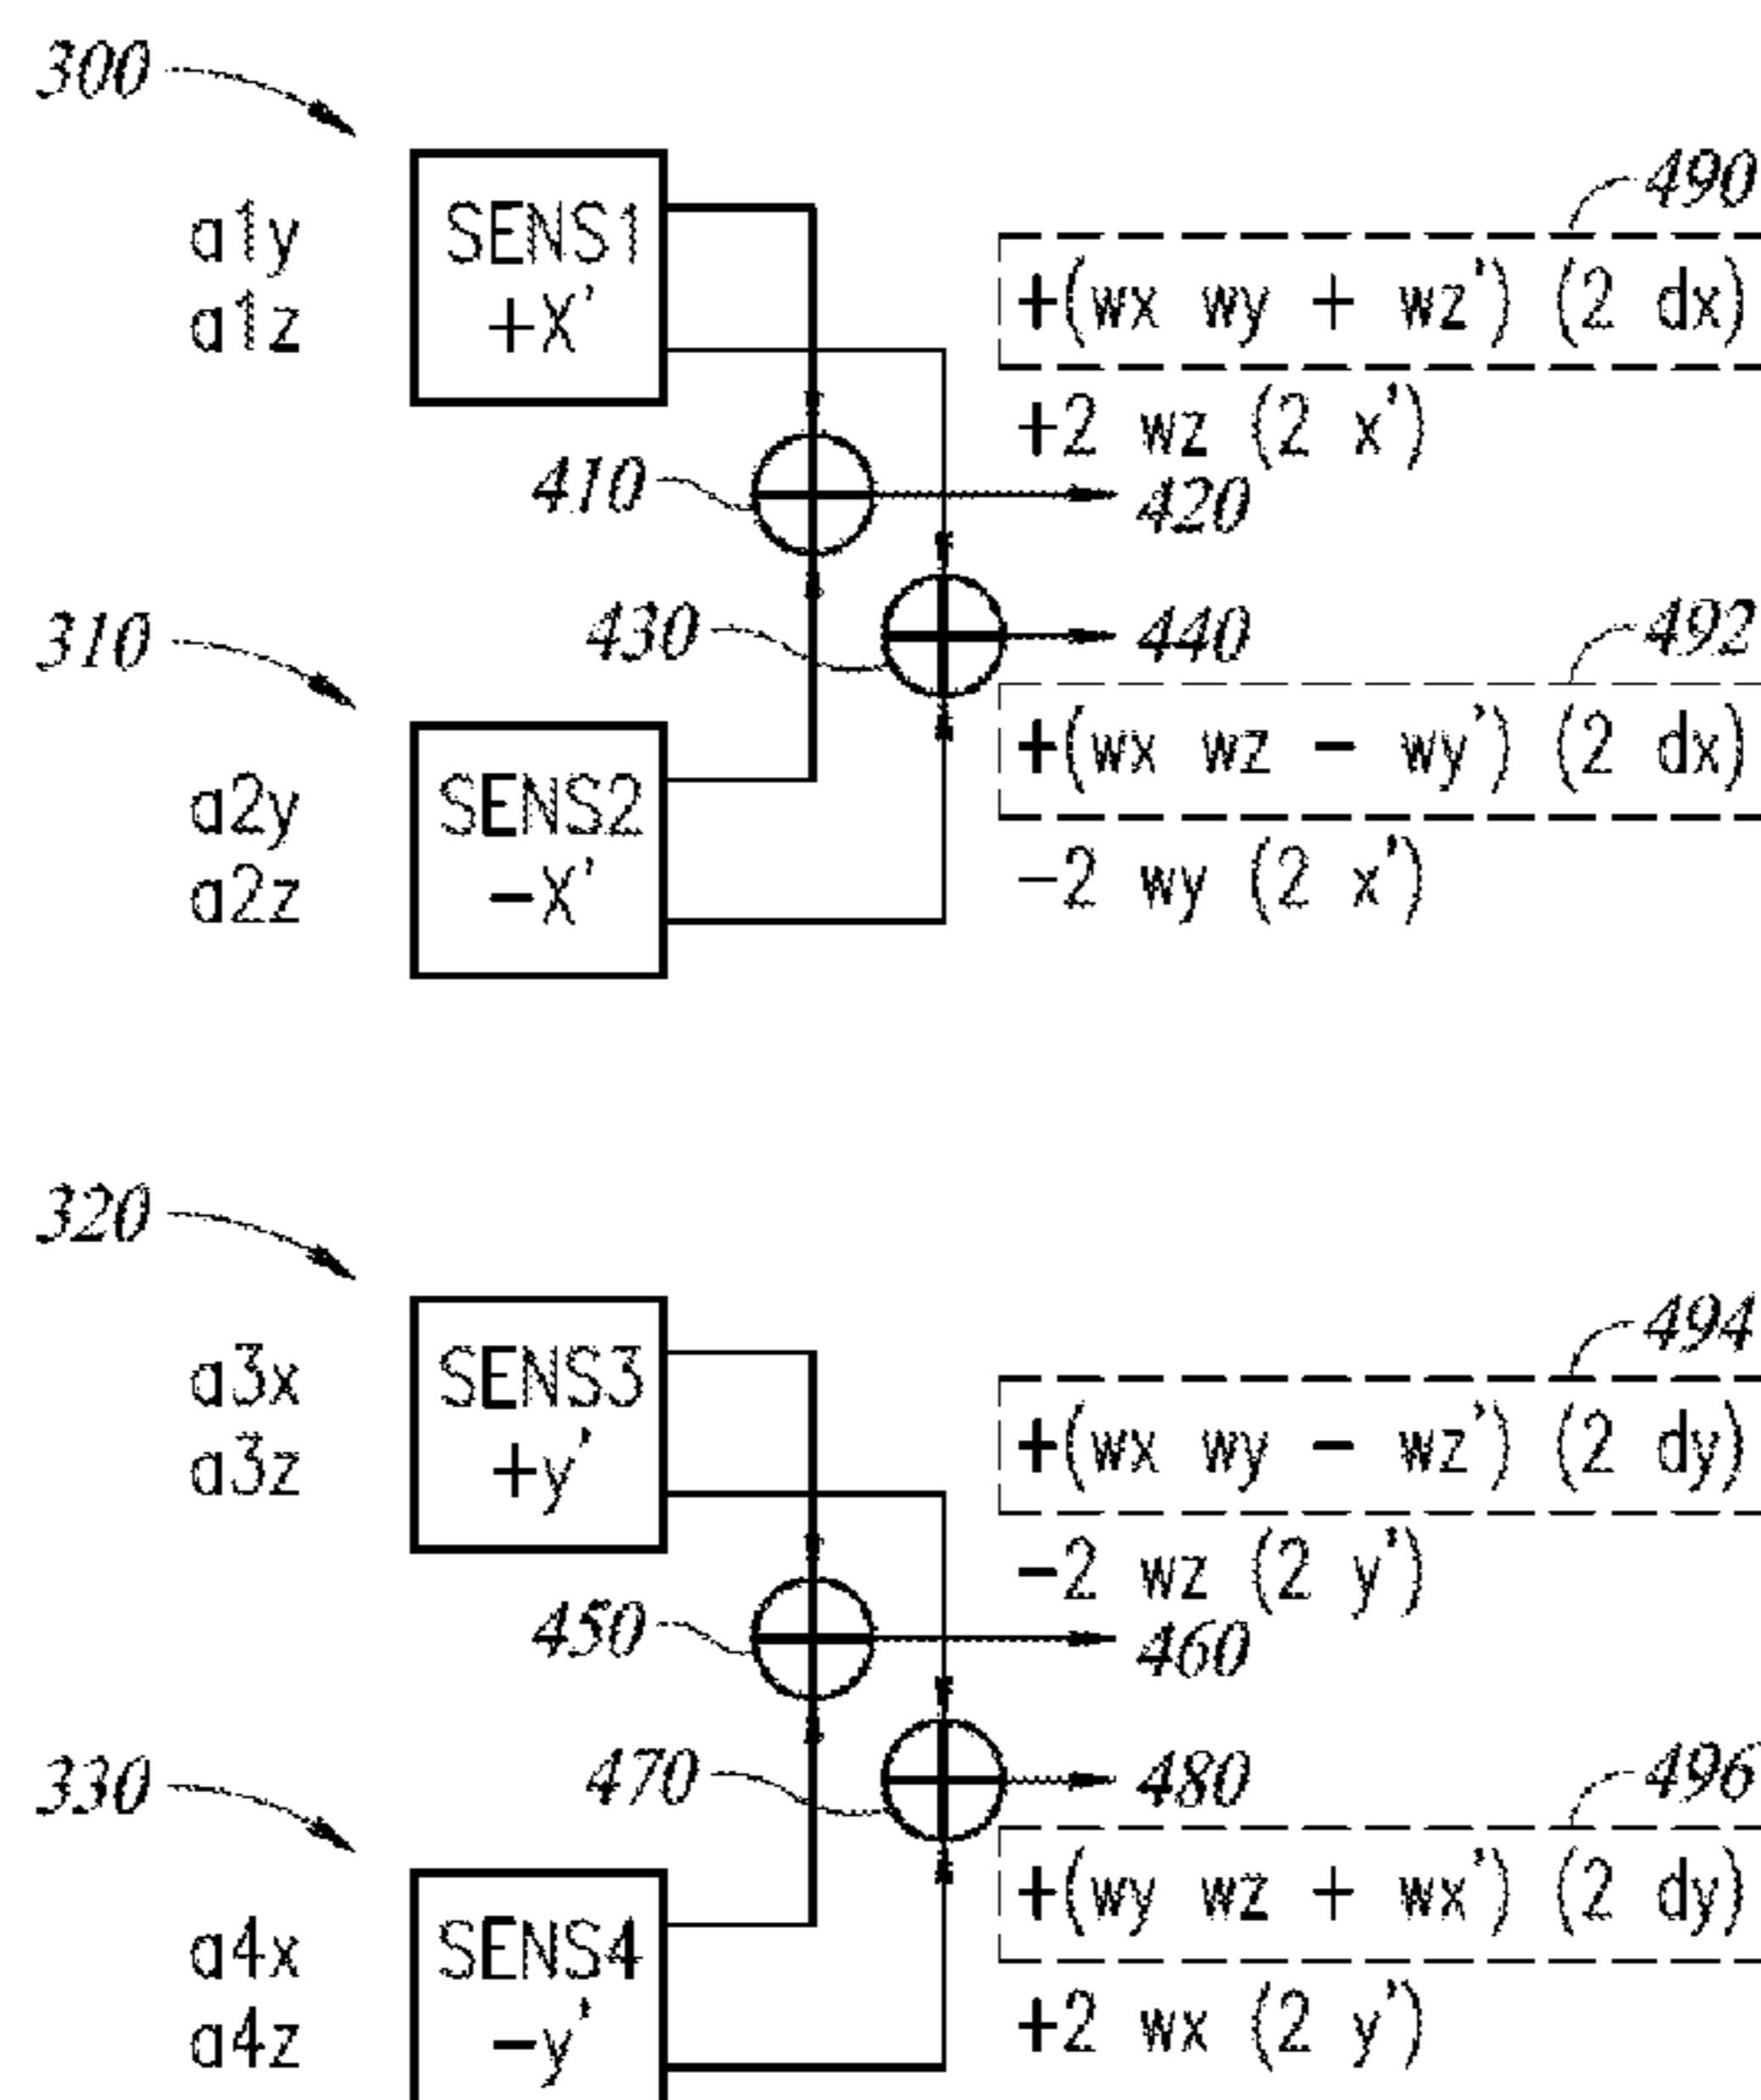 300
a1y
a1z
SENS1
+X'
490
+(wx wy + wz') (2 dx)
+2 wz (2 x')
410
420
310
430
440
492
a2y
a2z
SENS2
-X'
+(wx wz - wy') (2 dx)
-2 wy (2 x')
320
a3x
a3z
SENS3
+y'
494
+(wx wy - wz') (2 dy)
-2 wz (2 y')
450
460
330
470
480
496
a4x
a4z
SENS4
-y'
+(wy wz + wx') (2 dy)
+2 wx (2 y')